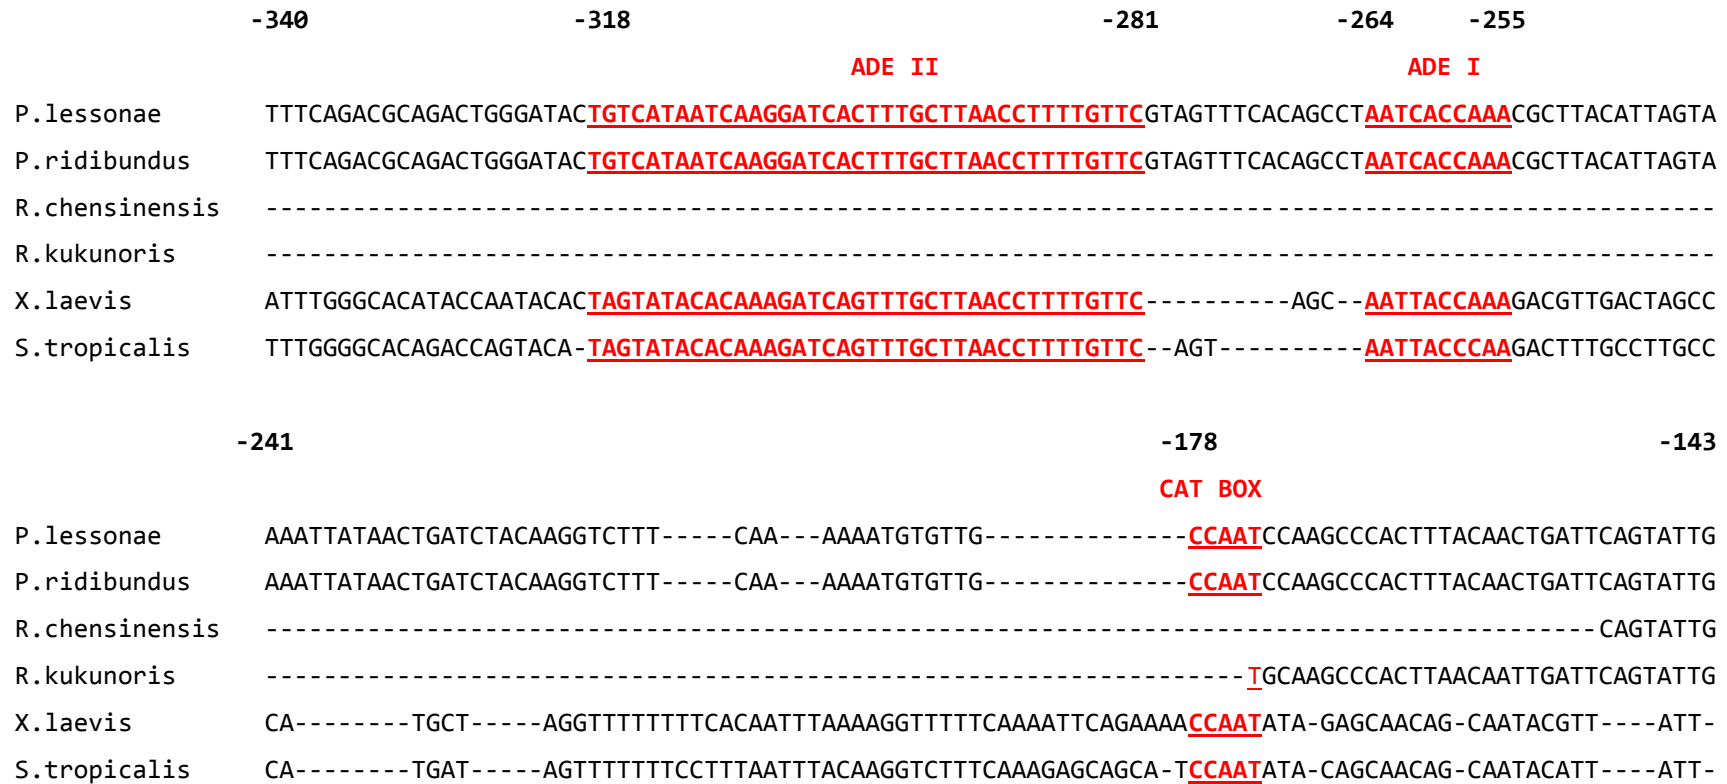 -340 -318 -281 -264 -255
ADE II ADE I
P.lessonae TTTCAGACGCAGACTGGGATACTGTCATAATCAAGGATCACTTTGCTTAACCTTTTGTTCGTAGTTTCACAGCCTAATCACCAAACGCTTACATTAGTA
P.ridibundus TTTCAGACGCAGACTGGGATACTGTCATAATCAAGGATCACTTTGCTTAACCTTTTGTTCGTAGTTTCACAGCCTAATCACCAAACGCTTACATTAGTA
R.chensinensis ---------------------------------------------------------------------------------------------------
R.kukunoris ---------------------------------------------------------------------------------------------------
X.laevis ATTTGGGCACATACCAATACACTAGTATACACAAAGATCAGTTTGCTTAACCTTTTGTTC----------AGC--AATTACCAAAGACGTTGACTAGCC
S.tropicalis TTTGGGGCACAGACCAGTACA-TAGTATACACAAAGATCAGTTTGCTTAACCTTTTGTTC--AGT----------AATTACCCAAGACTTTGCCTTGCC
-241 -178 -143
CAT BOX
P.lessonae AAATTATAACTGATCTACAAGGTCTTT-----CAA---AAAATGTGTTG--------------CCAATCCAAGCCCACTTTACAACTGATTCAGTATTG
P.ridibundus AAATTATAACTGATCTACAAGGTCTTT-----CAA---AAAATGTGTTG--------------CCAATCCAAGCCCACTTTACAACTGATTCAGTATTG
R.chensinensis -------------------------------------------------------------------------------------------CAGTATTG
R.kukunoris -------------------------------------------------------------------TGCAAGCCCACTTAACAATTGATTCAGTATTG
X.laevis CA--------TGCT-----AGGTTTTTTTTCACAATTTAAAAGGTTTTTCAAAATTCAGAAAACCAATATA-GAGCAACAG-CAATACGTT----ATT-
S.tropicalis CA--------TGAT-----AGTTTTTTTCCTTTAATTTACAAGGTCTTTCAAAGAGCAGCA-TCCAATATA-CAGCAACAG-CAATACATT----ATT-